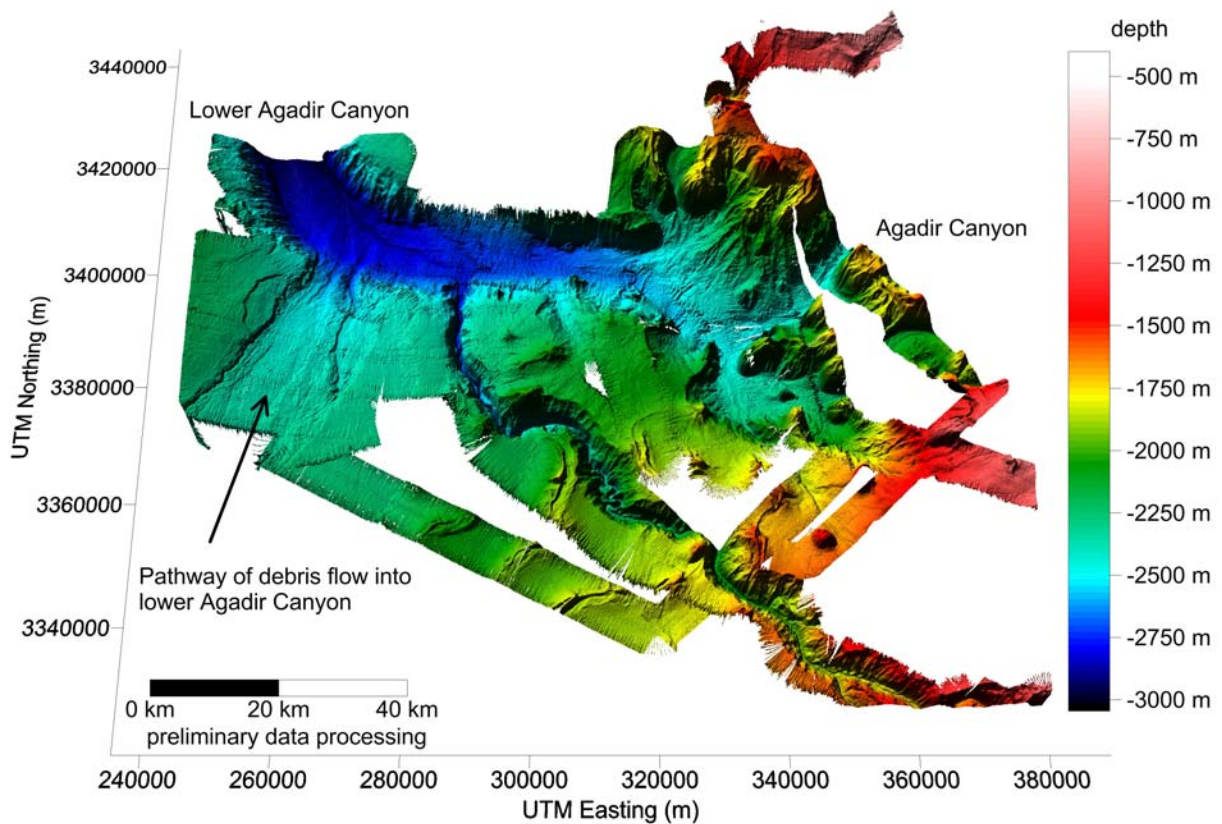 depth
-500 m
3440000
-750 m
Lower Agadir Canyon
-1000 m
3420000
Agadir Canyon
-1250 m
3400000
-1500 m
-1750 m
UTM Northing (m)
3380000
-2000 m
-2250 m
3360000
-2500 m
Pathway of debris flow into
lower Agadir Canyon
3340000
-2750 m
-3000 m
0 km 20 km 40 km
preliminary data processing
240000 260000 280000 300000 320000 340000 360000 380000
UTM Easting (m)